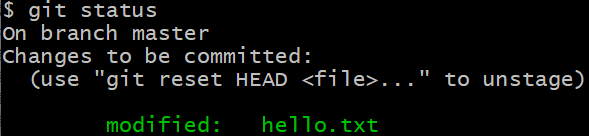 $ git status
On branch master
Changes to be committed:
  (use "git reset HEAD <file>..." to unstage)
        modified:   hello.txt